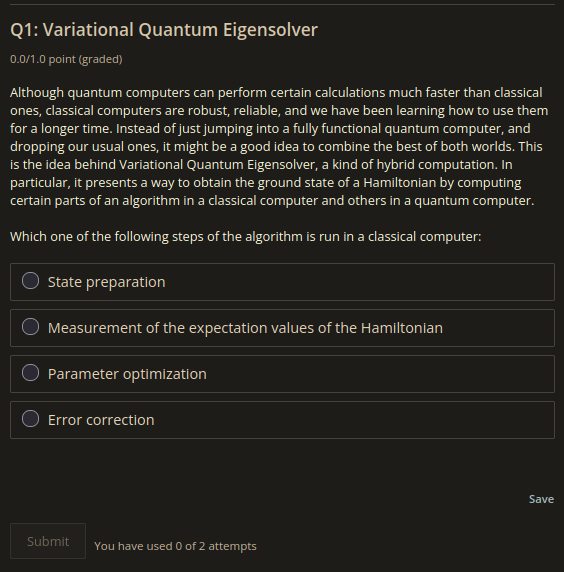 Q1: Variational Quantum Eigensolver
0.0/1.0 point (graded)
Although quantum computers can perform certain calculations much faster than classical
ones, classical computers are robust, reliable, and we have been learning how to use them
for a longer time. Instead of just jumping into a fully functional quantum computer, and
dropping our usual ones, it might be a good idea to combine the best of both worlds. This
is the idea behind Variational Quantum Eigensolver, a kind of hybrid computation. In
particular, it presents a way to obtain the ground state of a Hamiltonian by computing
certain parts of an algorithm in a classical computer and others in a quantum computer.
Which one of the following steps of the algorithm is run in a classical computer:
State preparation
Measurement of the expectation values of the Hamiltonian
Parameter optimization
Error correction
Save
Submit
You have used 0 of 2 attempts